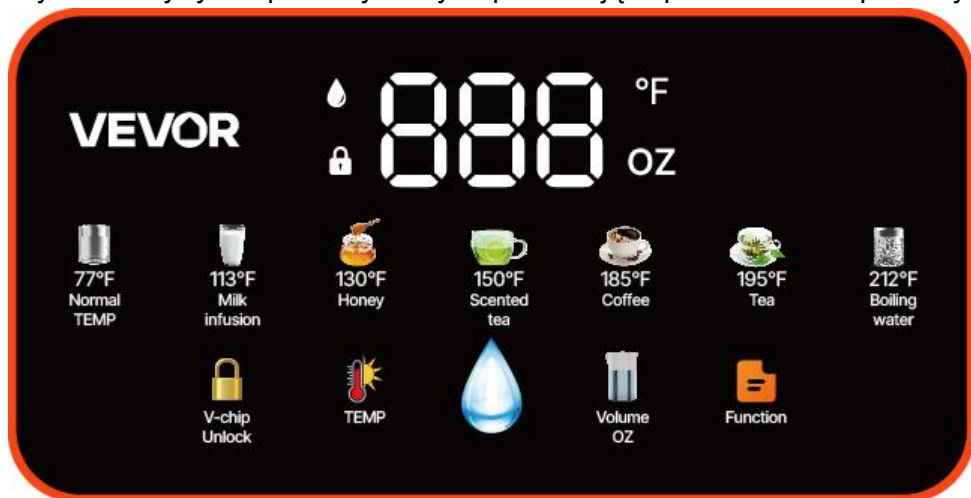 VEVOR
888
°F
OZ
77°F
Normal
TEMP
113°F
Milk
infusion
130°F
Honey
150°F
Scented
tea
185°F
Coffee
195°F
Tea
212°F
Boiling
water
V-chip
Unlock
TEMP
Volume
OZ
Function